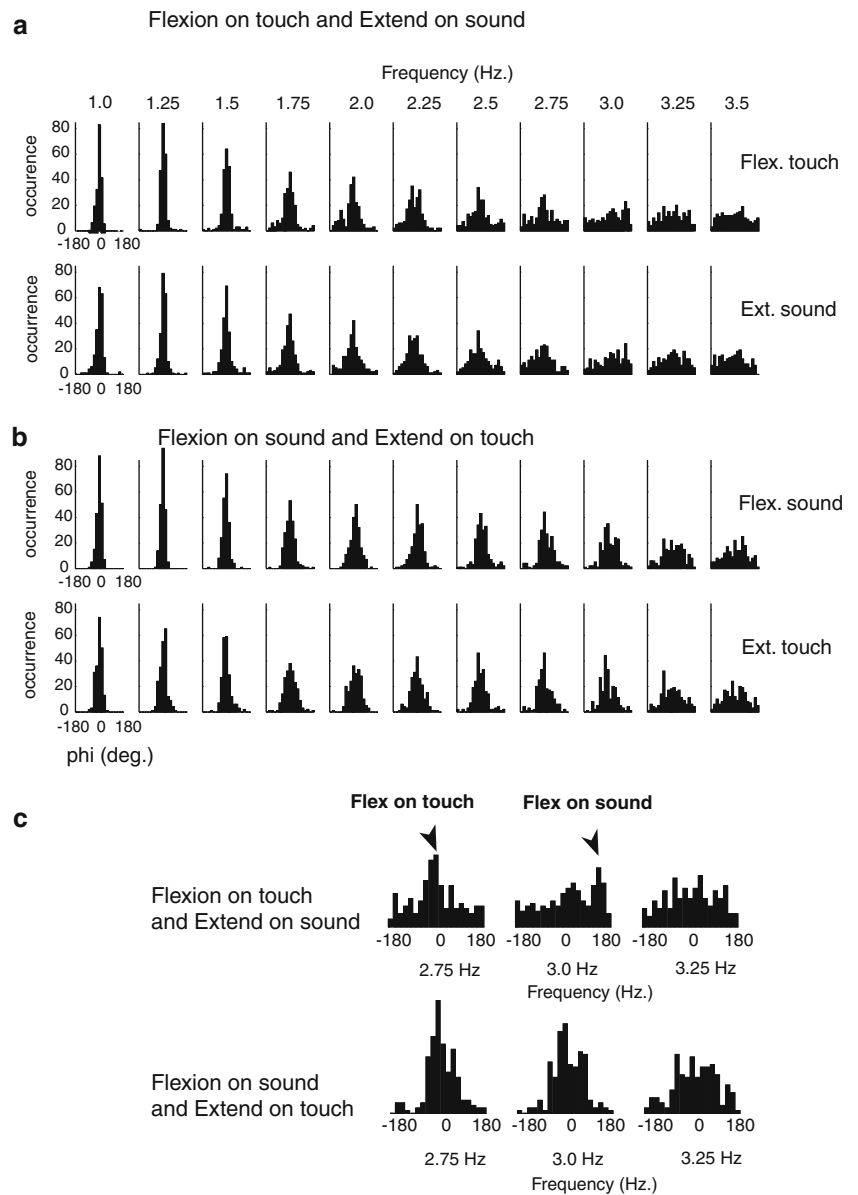 a
Flexion on touch and Extend on sound
Frequency (Hz.)
1.0 1.25 1.5 1.75 2.0 2.25 2.5 2.75 3.0 3.25 3.5
occurence
80
60
40
20
0
-180 0 180
Flex. touch
occurrence
80
60
40
20
0
-180 0 180
Ext. sound
b
Flexion on sound and Extend on touch
occurrence
80
60
40
20
0
-180 0 180
Flex. sound
occurrence
80
60
40
20
0
-180 0 180
Ext. touch
phi (deg.)
c
Flex on touch Flex on sound
Flexion on touch
and Extend on sound
-180 0 180 -180 0 180 -180 0 180
2.75 Hz 3.0 Hz 3.25 Hz
Frequency (Hz.)
Flexion on sound
and Extend on touch
-180 0 180 -180 0 180 -180 0 180
2.75 Hz 3.0 Hz 3.25 Hz
Frequency (Hz.)